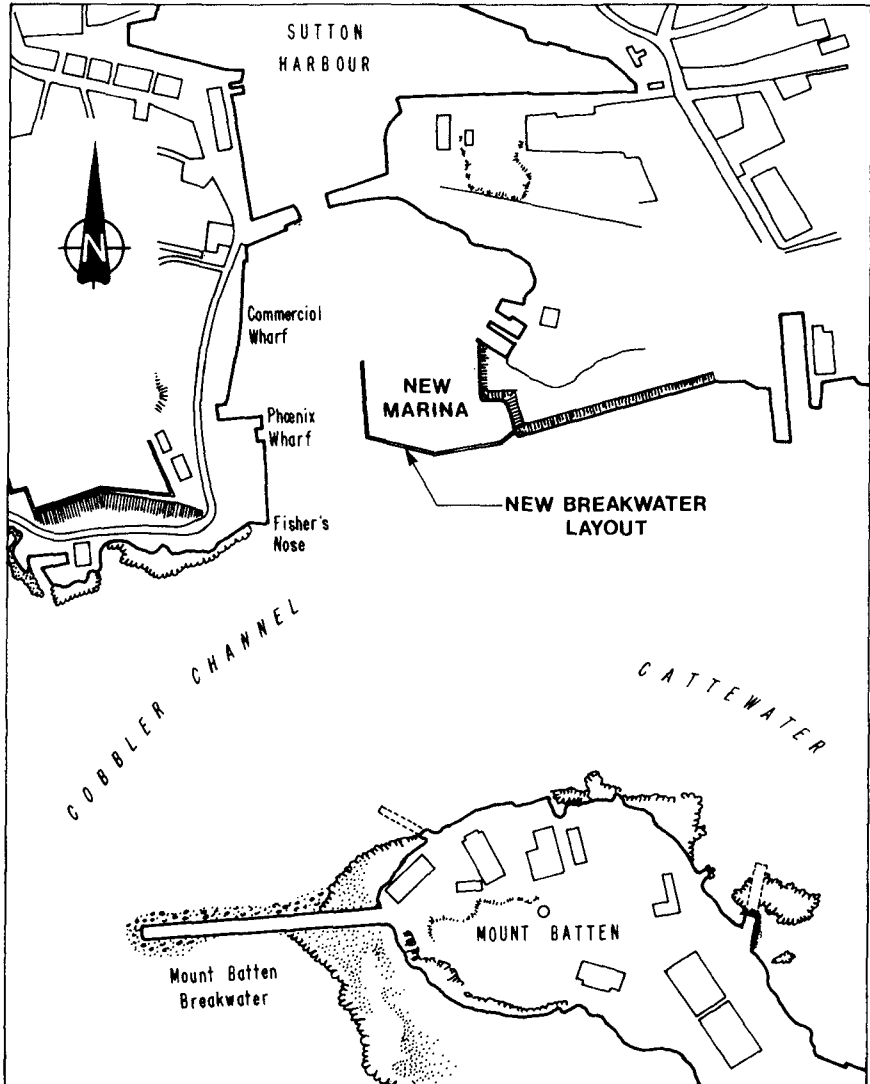 SUTTON
HARBOUR
N
Commercial
Wharf
NEW
MARINA
Phœnix
Wharf
NEW BREAKWATER
LAYOUT
Fisher's
Nose
COBBLER CHANNEL
CATTEWATER
MOUNT BATTEN
Mount Batten
Breakwater